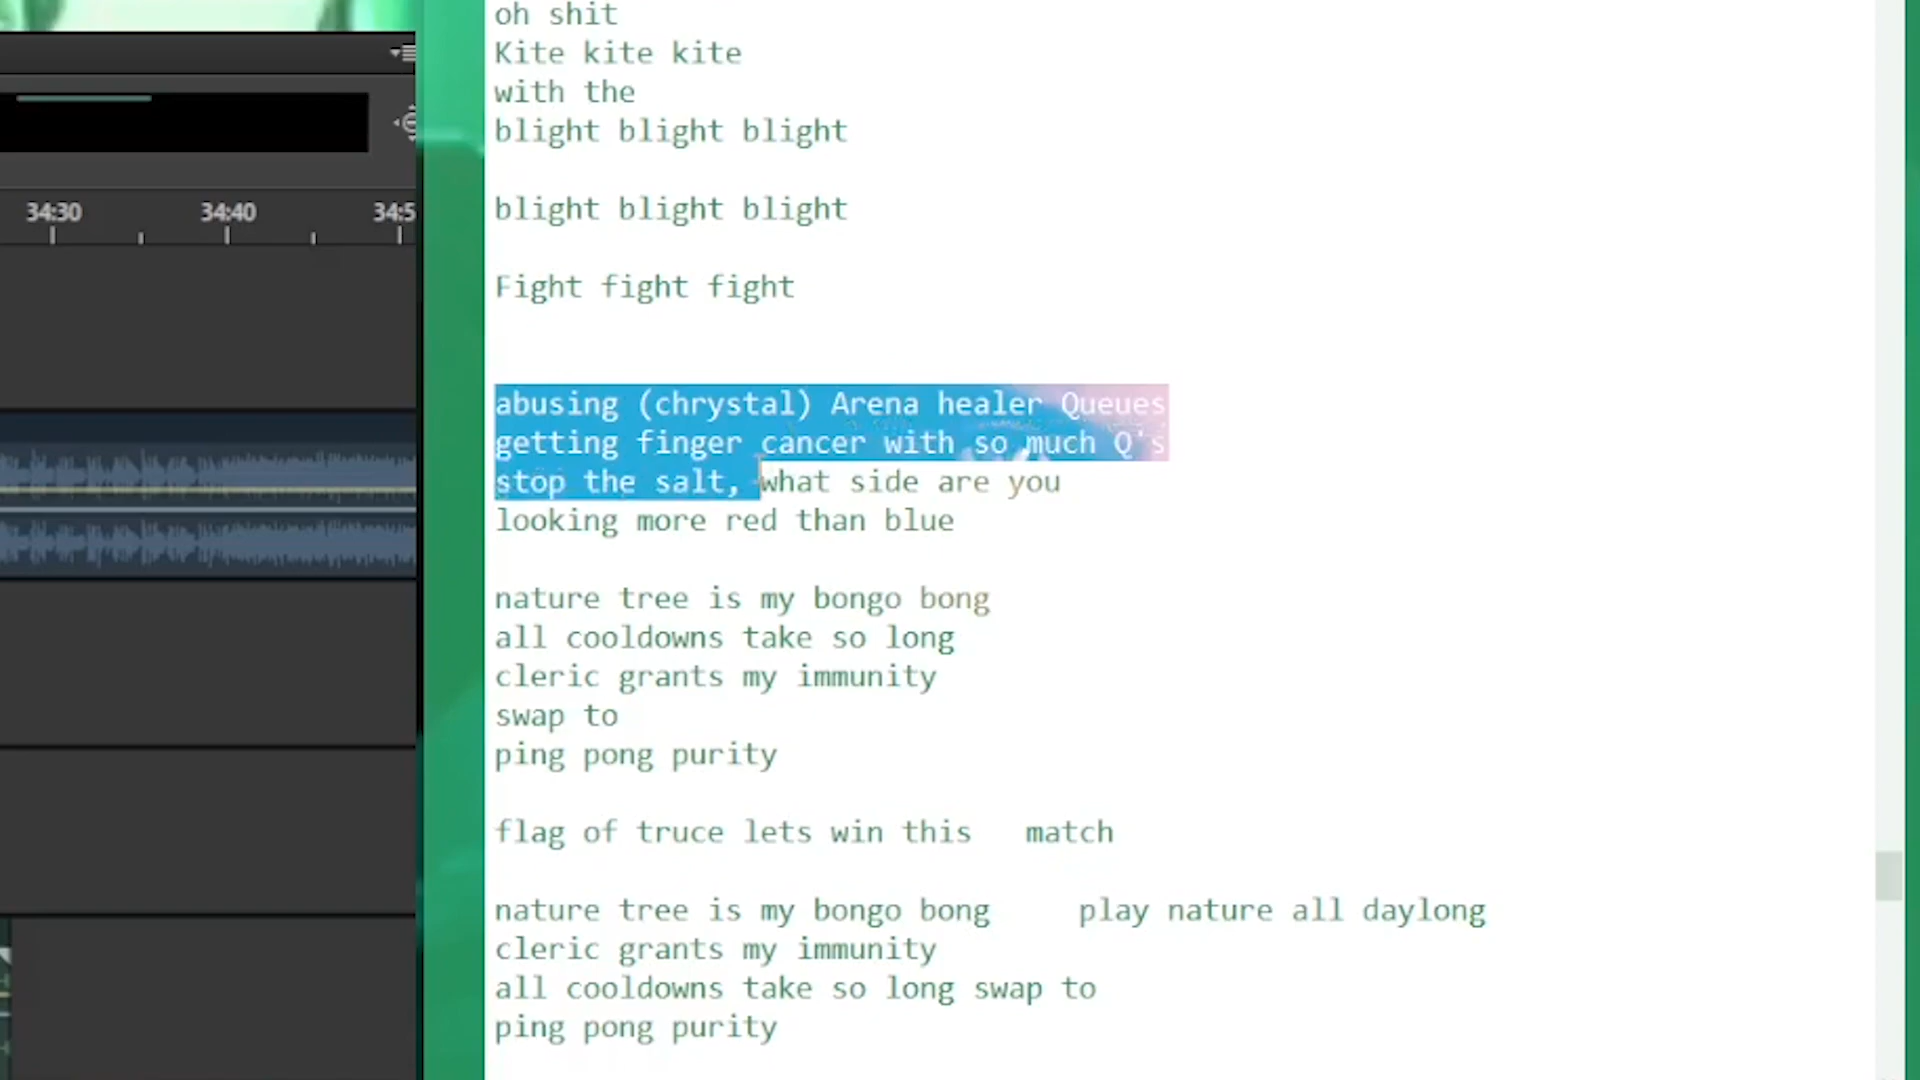 oh shit
Kite kite kite
with the
blight blight blight
34:30 34:40 34:5
blight blight blight
Fight fight fight
abusing (chrystal) Arena healer Queues
getting finger cancer with so much Q's
stop the salt, what side are you
looking more red than blue
nature tree is my bongo bong
all cooldowns take so long
cleric grants my immunity
swap to
ping pong purity
flag of truce lets win this   match
nature tree is my bongo bong     play nature all daylong
cleric grants my immunity
all cooldowns take so long swap to
ping pong purity